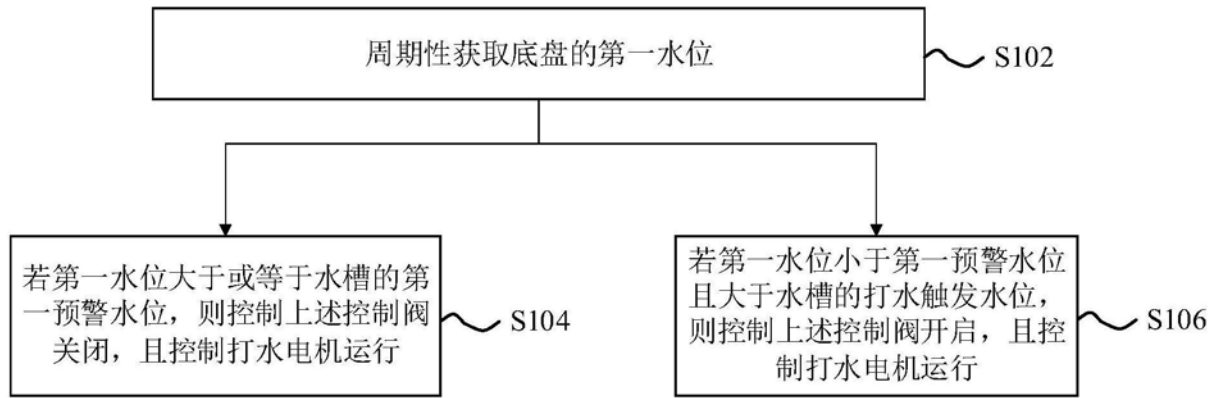 周期性获取底盘的第一水位
S102
若第一水位大于或等于水槽的第
一预警水位，则控制上述控制阀
关闭，且控制打水电机运行
S104
若第一水位小于第一预警水位
且大于水槽的打水触发水位，
则控制上述控制阀开启，且控
制打水电机运行
S106